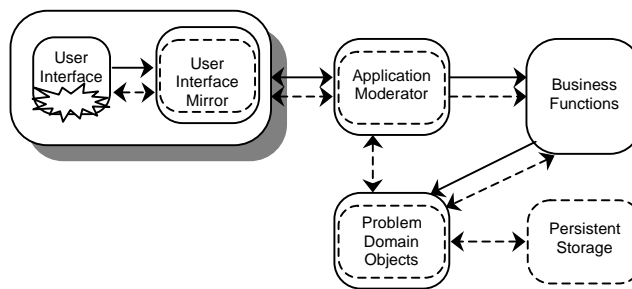 User
Interface
User
Interface
Mirror
Application
Moderator
Business
Functions
Problem
Domain
Objects
Persistent
Storage